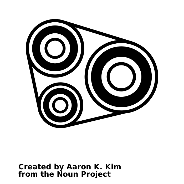 Created by Aaron K. Kim
from the Noun Project